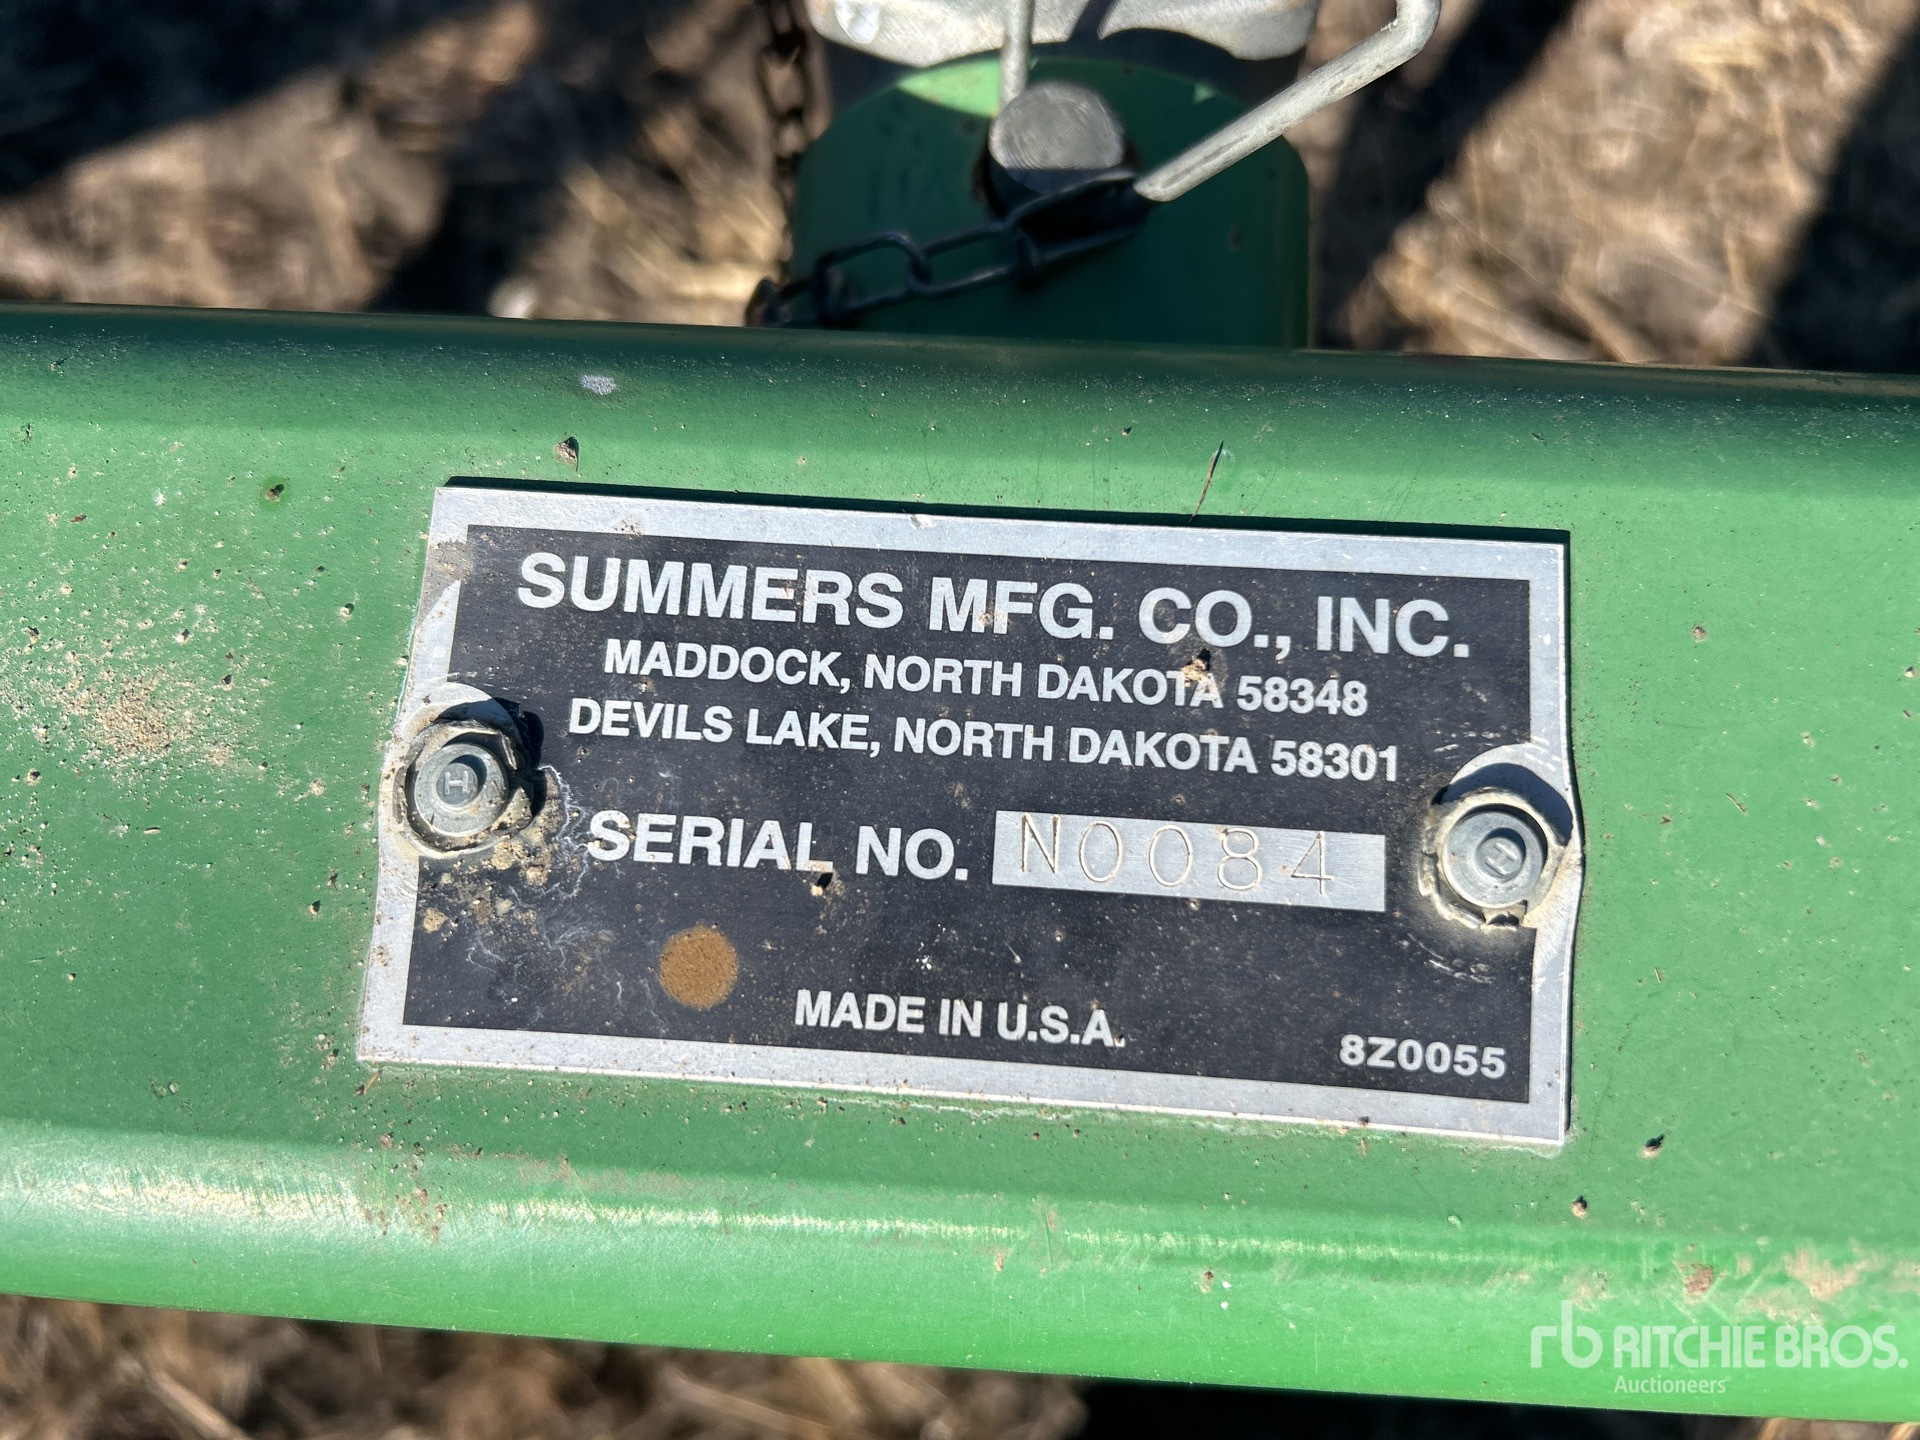 SUMMERS MFG. CO., INC.
MADDOCK, NORTH DAKOTA 58348
DEVILS LAKE, NORTH DAKOTA 58301
SERIAL NO. N0084
MADE IN U.S.A.
8Z0055
H
H
rb RITCHIE BROS.
Auctioneers